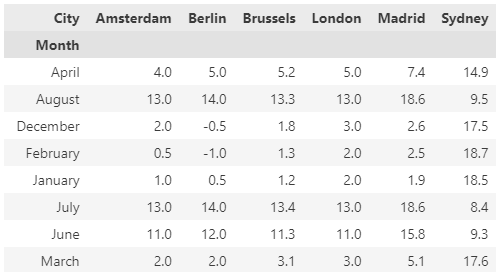 City Amsterdam Berlin Brussels London Madrid Sydney
Month
April 4.0 5.0 5.2 5.0 7.4 14.9
August 13.0 14.0 13.3 13.0 18.6 9.5
December 2.0 -0.5 1.8 3.0 2.6 17.5
February 0.5 -1.0 1.3 2.0 2.5 18.7
January 1.0 0.5 1.2 2.0 1.9 18.5
July 13.0 14.0 13.4 13.0 18.6 8.4
June 11.0 12.0 11.3 11.0 15.8 9.3
March 2.0 2.0 3.1 3.0 5.1 17.6